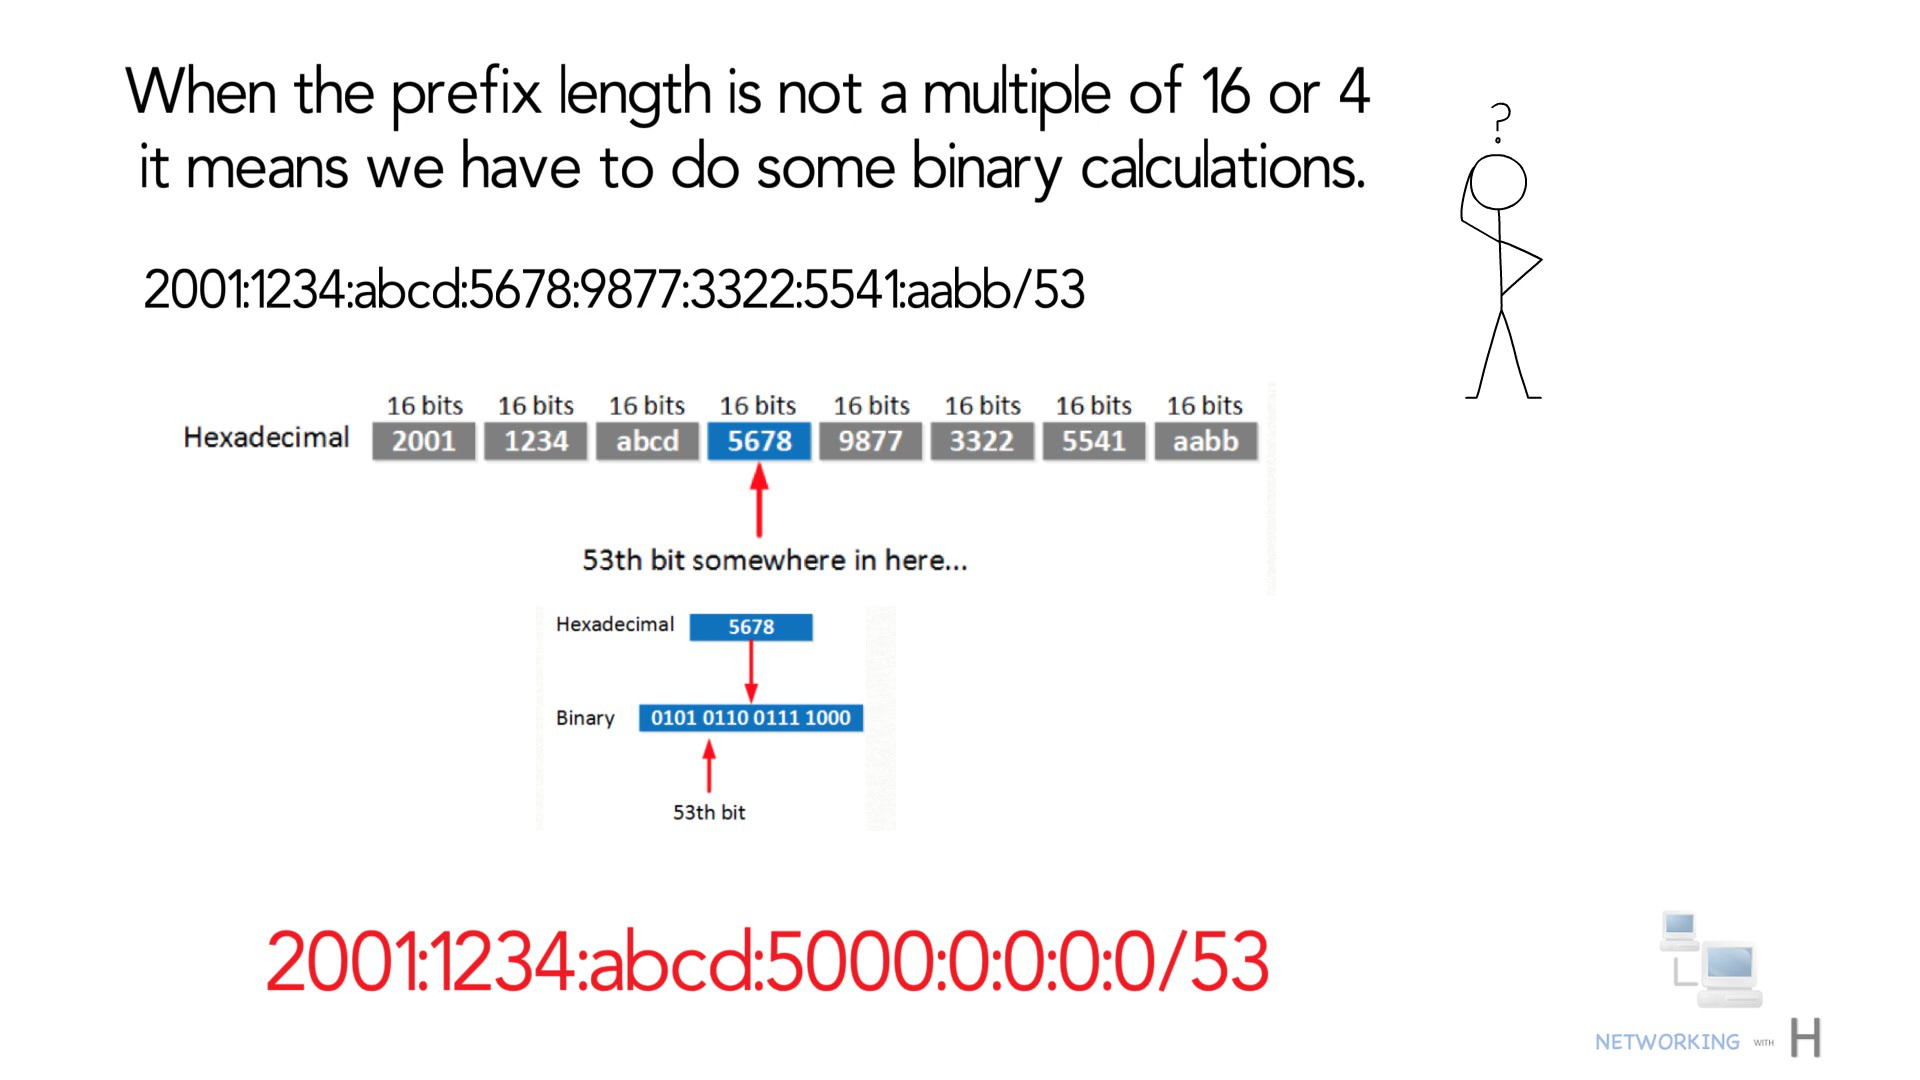 When the prefix length is not a multiple of 16 or 4
it means we have to do some binary calculations.
?
2001:1234:abcd:5678:9877:3322:5541:aabb/53
16 bits 16 bits 16 bits 16 bits 16 bits 16 bits 16 bits 16 bits
Hexadecimal 2001 1234 abcd 5678 9877 3322 5541 aabb
53th bit somewhere in here...
Hexadecimal 5678
Binary 0101 0110 0111 1000
53th bit
2001:1234:abcd:5000:0:0:0:0/53
NETWORKING WITH H